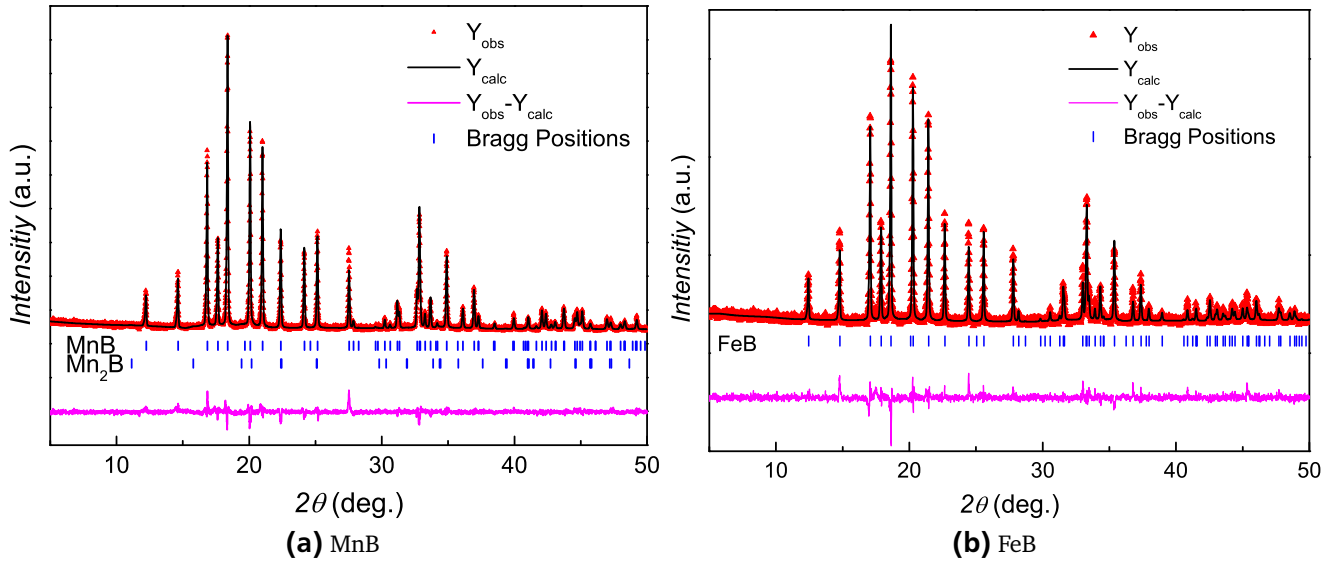 Intensitiy (a.u.)
Y_obs
Y_calc
Y_obs-Y_calc
Bragg Positions
MnB
Mn₂B
10 20 30 40 50
2θ (deg.)
(a) MnB
Intensitiy (a.u.)
Y_obs
Y_calc
Y_obs-Y_calc
Bragg Positions
FeB
10 20 30 40 50
2θ (deg.)
(b) FeB